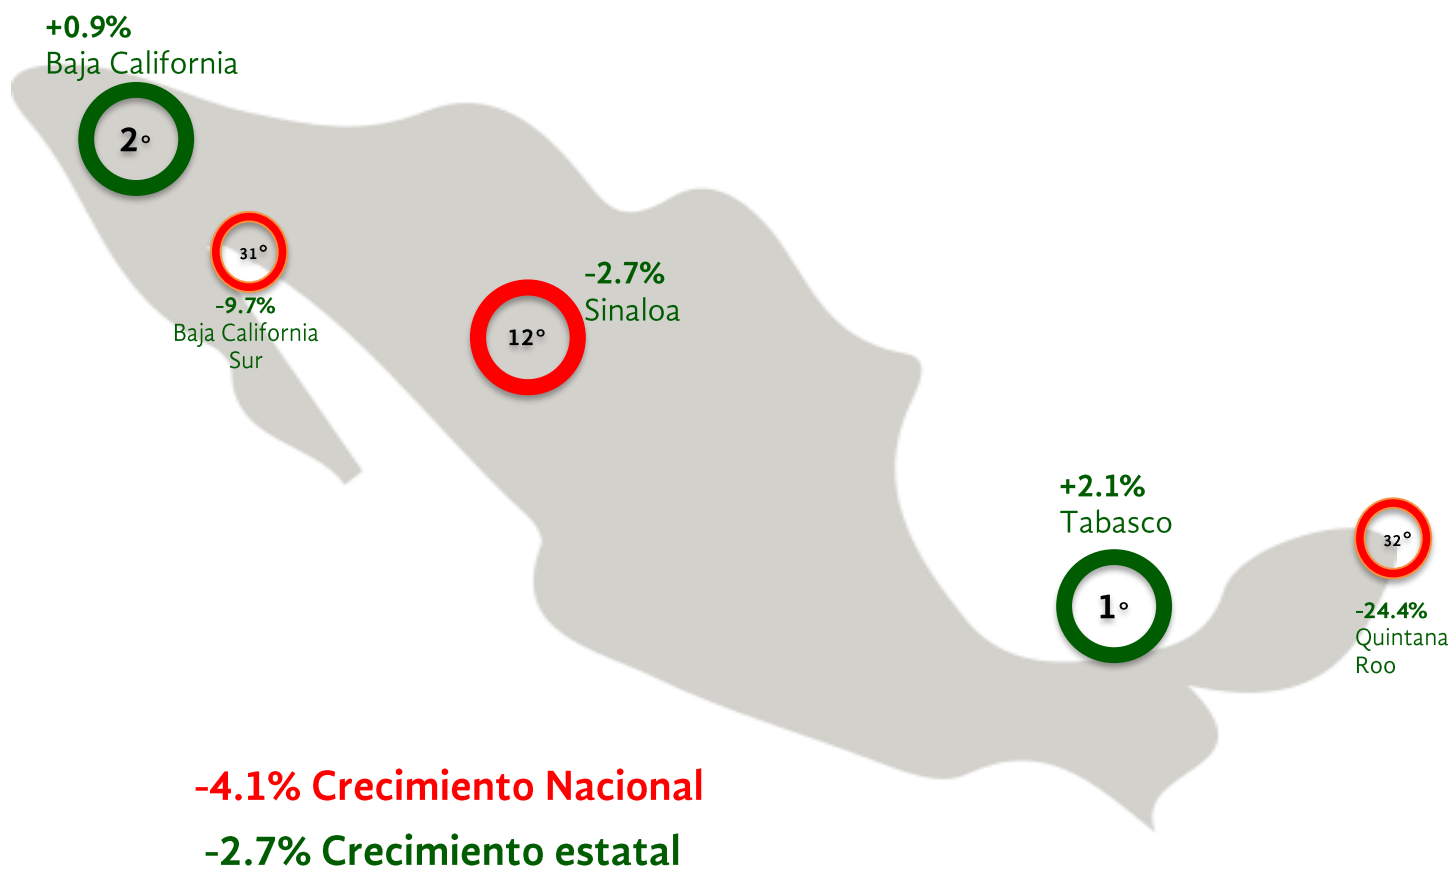 +0.9%
Baja California
2°
31°
-9.7%
Baja California
Sur
-2.7%
Sinaloa
12°
+2.1%
Tabasco
1°
32°
-24.4%
Quintana
Roo
-4.1% Crecimiento Nacional
-2.7% Crecimiento estatal